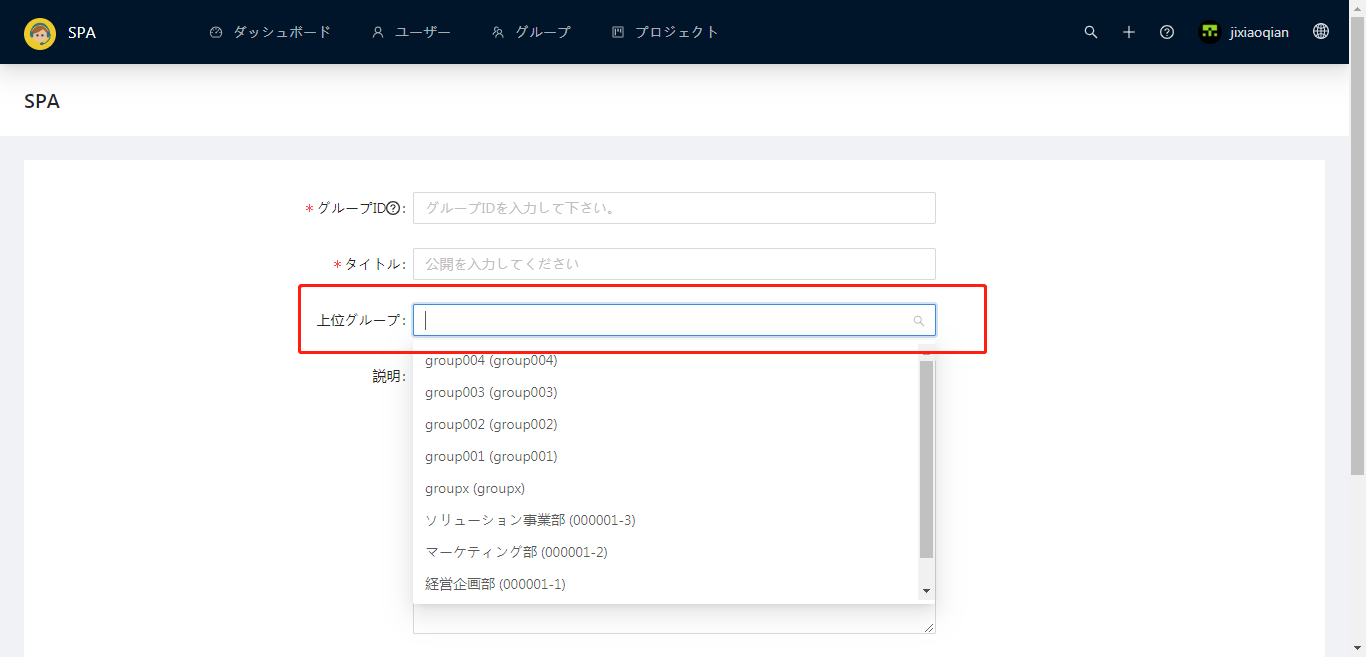 SPA ダッシュボード ユーザー グループ プロジェクト jixiaoqian
SPA
* グループID:
グループIDを入力して下さい。
* タイトル:
公開を入力してください
上位グループ:
説明:
group004 (group004)
group003 (group003)
group002 (group002)
group001 (group001)
groupx (groupx)
ソリューション事業部 (000001-3)
マーケティング部 (000001-2)
経営企画部 (000001-1)